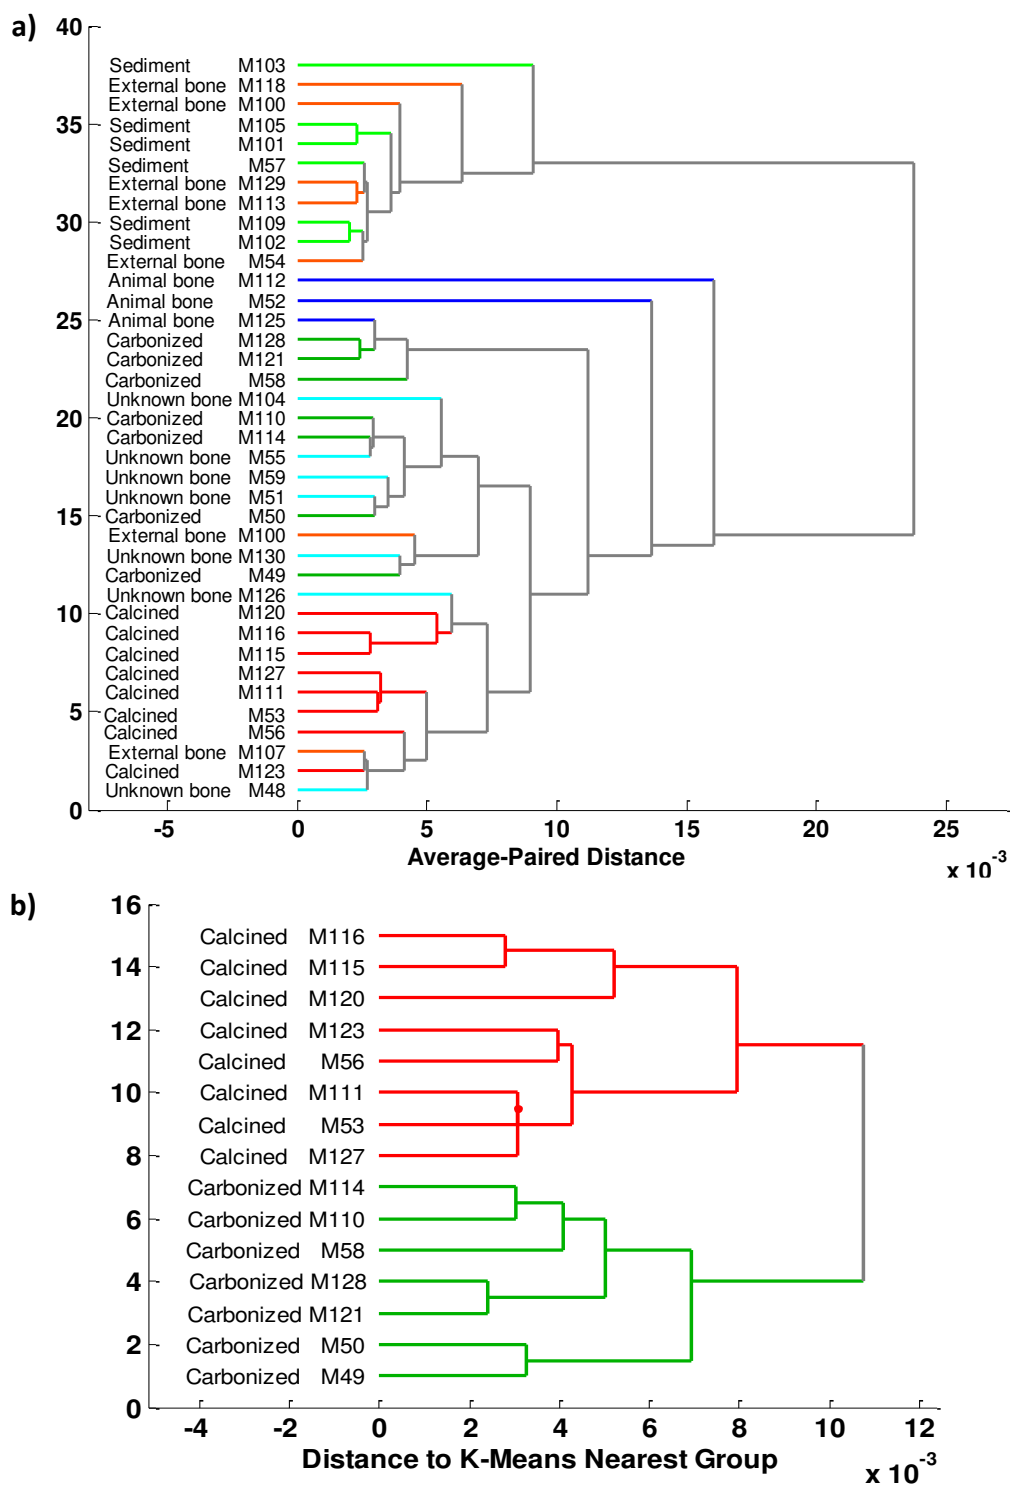 a)
40
Sediment M103
External bone M118
External bone M100
35
Sediment M105
Sediment M101
Sediment M57
External bone M129
External bone M113
30
Sediment M109
Sediment M102
External bone M54
Animal bone M112
Animal bone M52
25
Animal bone M125
Carbonized M128
Carbonized M121
Carbonized M58
Unknown bone M104
20
Carbonized M110
Carbonized M114
Unknown bone M55
Unknown bone M59
Unknown bone M51
15
Carbonized M50
External bone M100
Unknown bone M130
Carbonized M49
Unknown bone M126
10
Calcined M120
Calcined M116
Calcined M115
Calcined M127
Calcined M111
5
Calcined M53
Calcined M56
External bone M107
Calcined M123
Unknown bone M48
0
-5 0 5 10 15 20 25
Average-Paired Distance
x 10-3
b)
16
Calcined M116
14
Calcined M115
Calcined M120
12
Calcined M123
Calcined M56
10
Calcined M111
Calcined M53
8
Calcined M127
Carbonized M114
6
Carbonized M110
Carbonized M58
4
Carbonized M128
Carbonized M121
2
Carbonized M50
Carbonized M49
0
-4 -2 0 2 4 6 8 10 12
Distance to K-Means Nearest Group
x 10-3